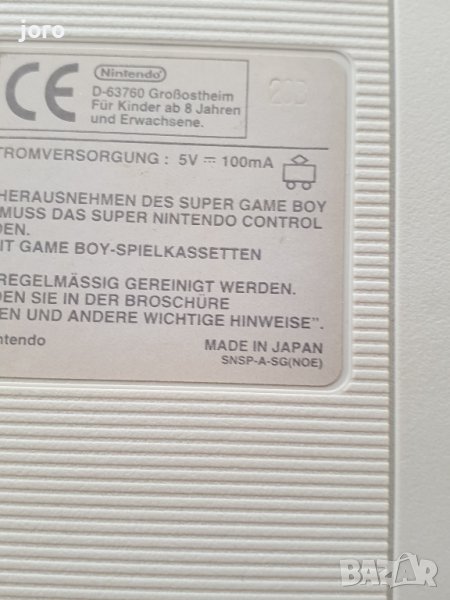 joro
CE
Nintendo
D-63760 Großostheim
Für Kinder ab 8 Jahren
und Erwachsene.
TROMVERSORGUNG : 5V ⎓ 100mA
HERAUSNEHMEN DES SUPER GAME BOY
MUSS DAS SUPER NINTENDO CONTROL
DEN.
IT GAME BOY-SPIELKASSETTEN
REGELMÄSSIG GEREINIGT WERDEN.
DEN SIE IN DER BROSCHÜRE
EN UND ANDERE WICHTIGE HINWEISE".
ntendo
MADE IN JAPAN
SNSP-A-SG(NOE)
BAZAR